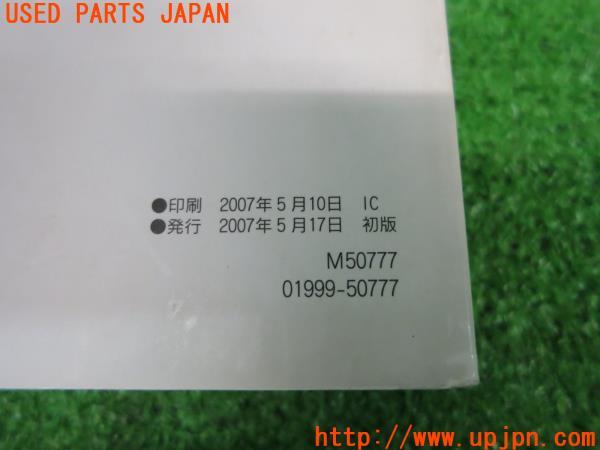 USED PARTS JAPAN
●印刷 2007年5月10日 IC
●発行 2007年5月17日 初版
M50777
01999-50777
http://www.upjpn.com/